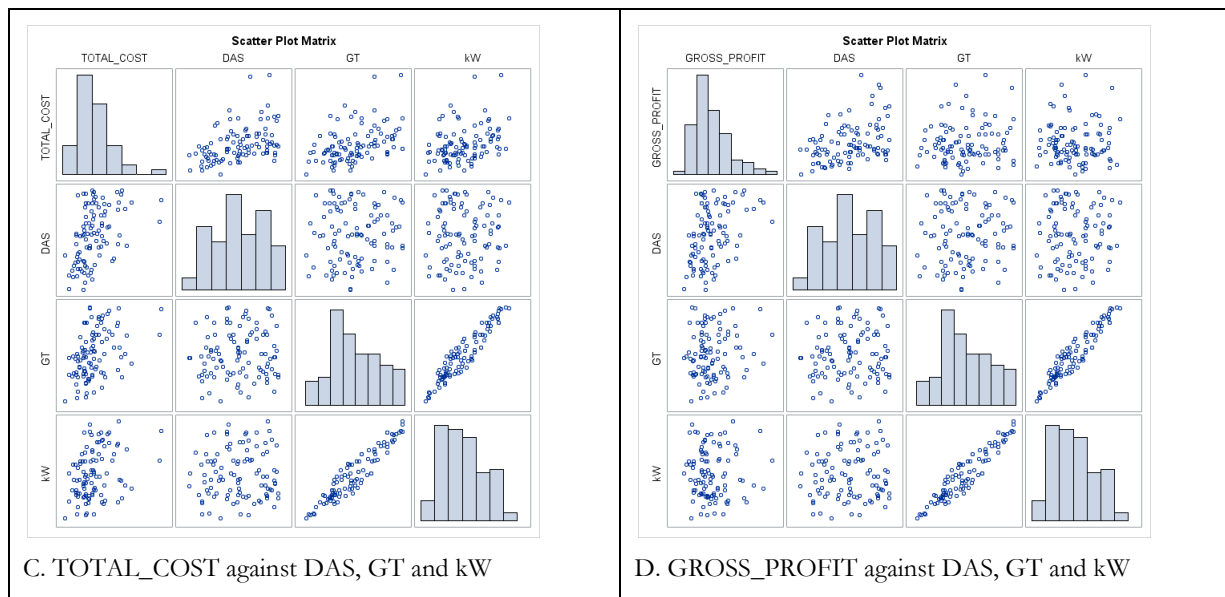 Scatter Plot Matrix
TOTAL_COST DAS GT kW
TOTAL_COST
DAS
GT
kW
C. TOTAL_COST against DAS, GT and kW
Scatter Plot Matrix
GROSS_PROFIT DAS GT kW
GROSS_PROFIT
DAS
GT
kW
D. GROSS_PROFIT against DAS, GT and kW